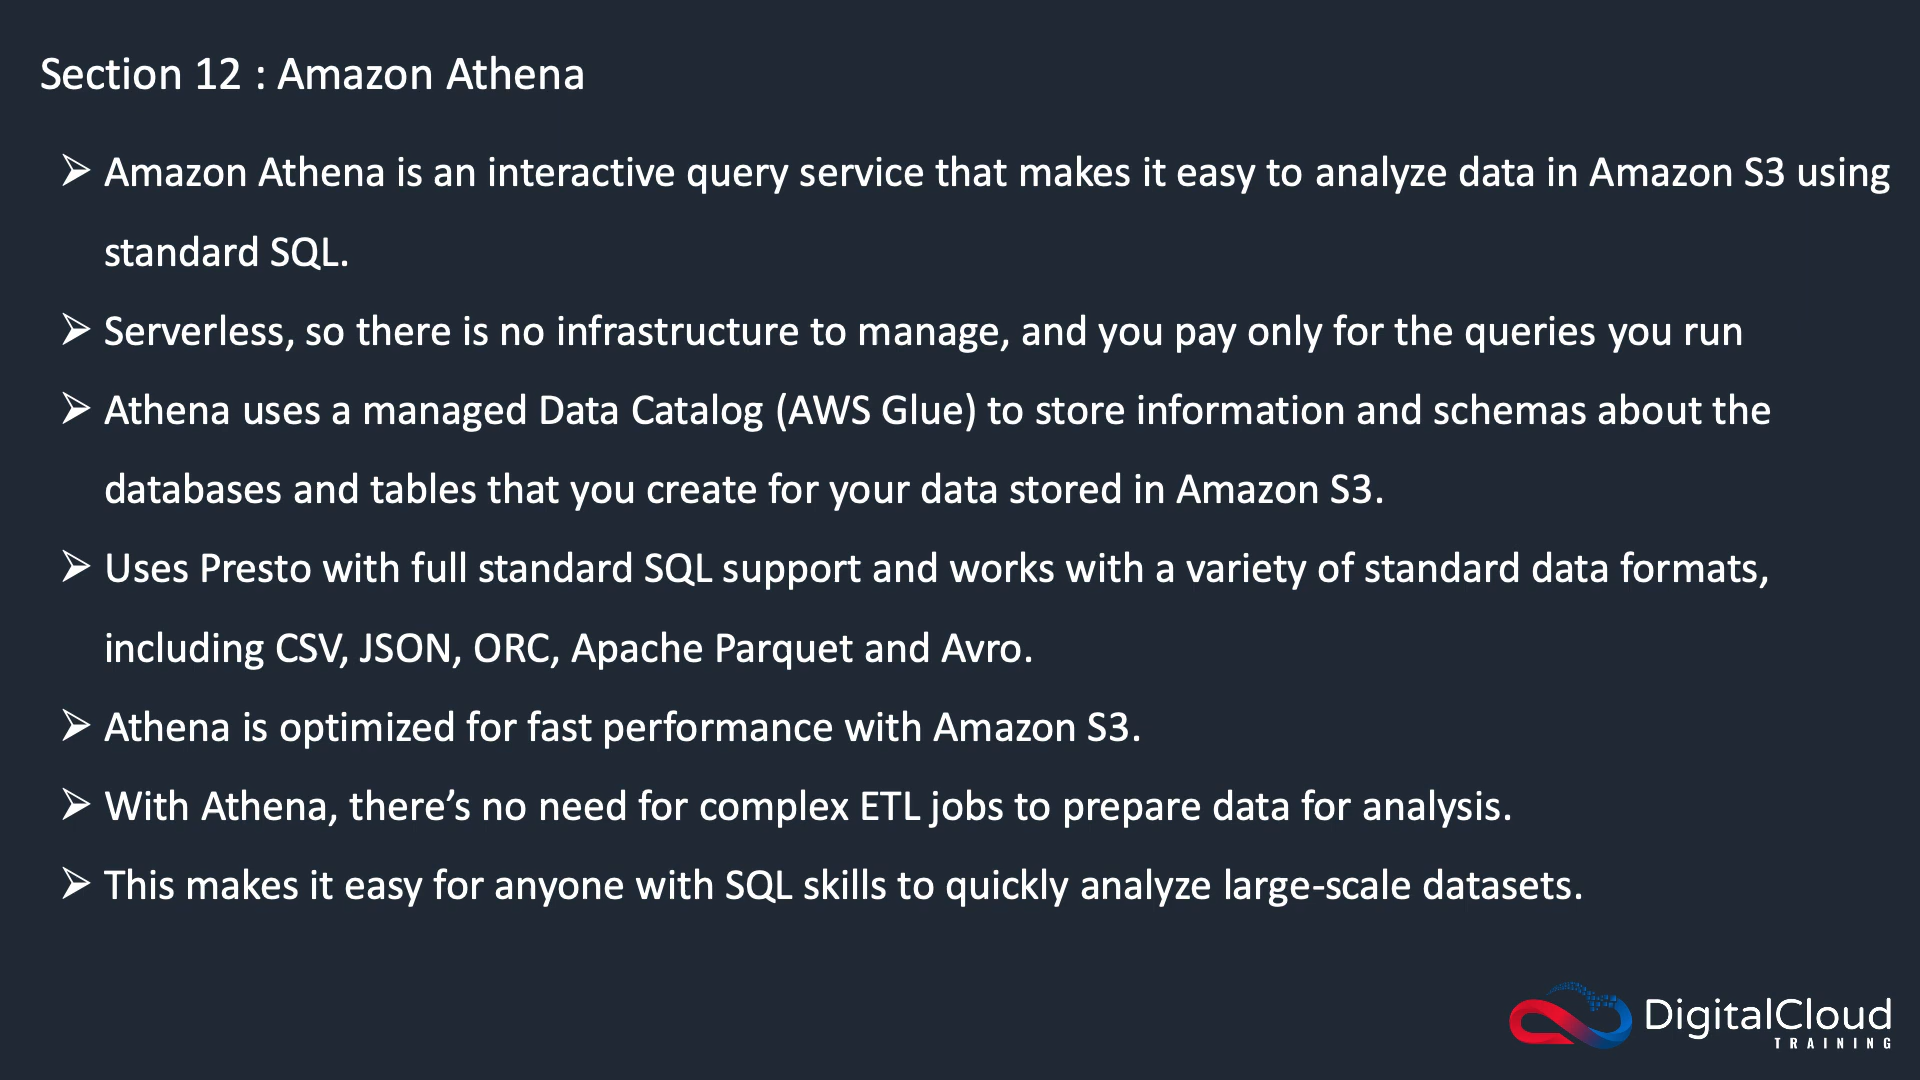 Section 12 : Amazon Athena
➢ Amazon Athena is an interactive query service that makes it easy to analyze data in Amazon S3 using
standard SQL.
➢ Serverless, so there is no infrastructure to manage, and you pay only for the queries you run
➢ Athena uses a managed Data Catalog (AWS Glue) to store information and schemas about the
databases and tables that you create for your data stored in Amazon S3.
➢ Uses Presto with full standard SQL support and works with a variety of standard data formats,
including CSV, JSON, ORC, Apache Parquet and Avro.
➢ Athena is optimized for fast performance with Amazon S3.
➢ With Athena, there’s no need for complex ETL jobs to prepare data for analysis.
➢ This makes it easy for anyone with SQL skills to quickly analyze large-scale datasets.
DigitalCloud
TRAINING